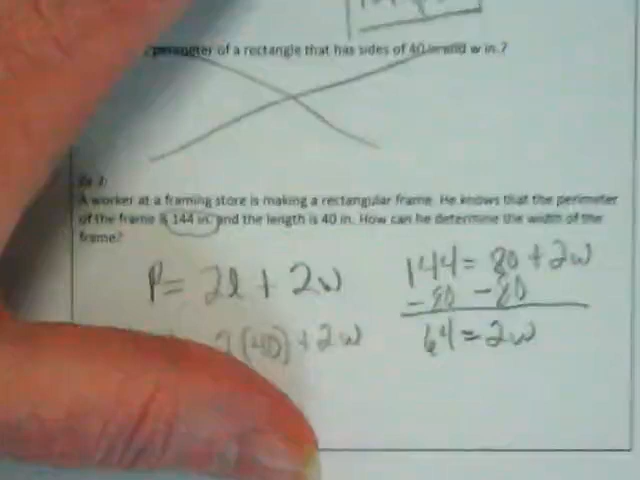 perimeter of a rectangle that has sides of 40 in and w in.?
A worker at a framing store is making a rectangular frame. He knows that the perimeter
of the frame is 144 in. and the length is 40 in. How can he determine the width of the
frame?
P = 2l + 2w
2(40) + 2w
144 = 80 + 2w
-80 -80
64 = 2w